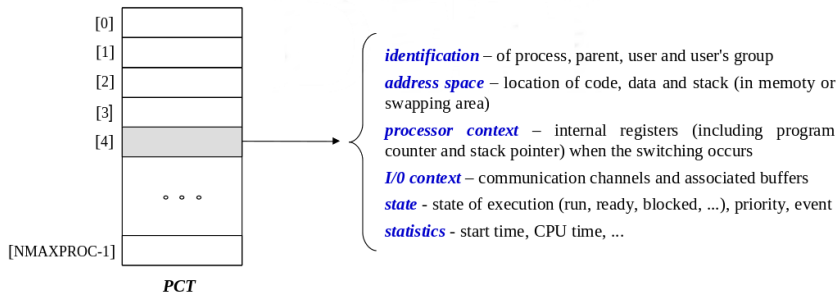 [0]
[1]
[2]
[3]
[4]
[NMAXPROC-1]
PCT
identification – of process, parent, user and user's group
address space – location of code, data and stack (in memoty or
swapping area)
processor context – internal registers (including program
counter and stack pointer) when the switching occurs
I/0 context – communication channels and associated buffers
state - state of execution (run, ready, blocked, ...), priority, event
statistics - start time, CPU time, ...